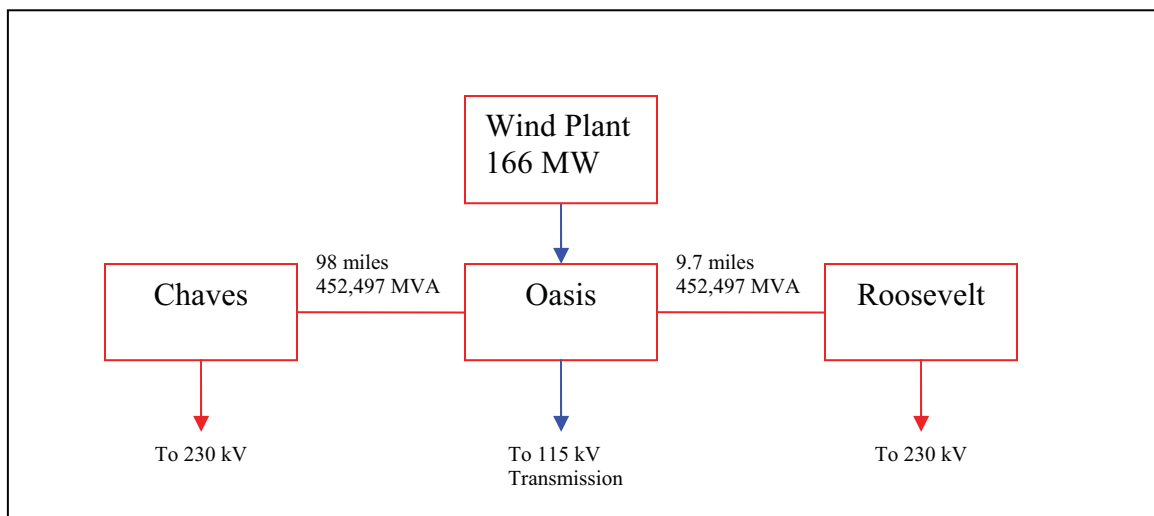 Wind Plant
166 MW
98 miles
452,497 MVA
9.7 miles
452,497 MVA
Chaves
Oasis
Roosevelt
To 230 kV
To 115 kV
Transmission
To 230 kV